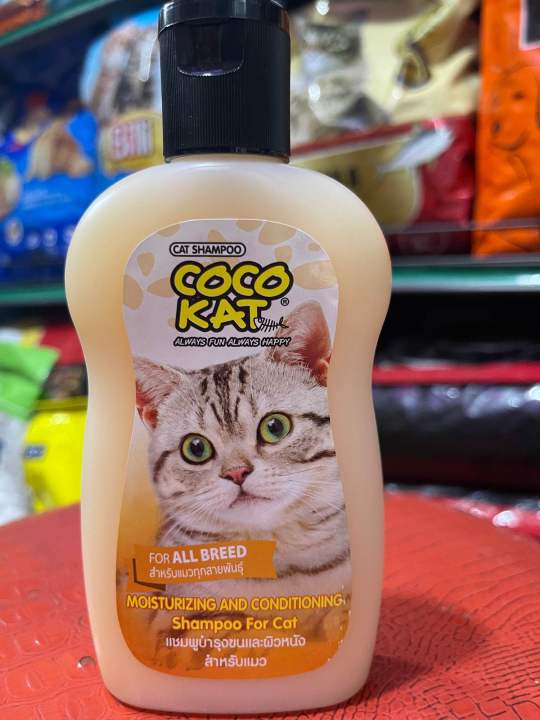 CAT SHAMPOO
COCO
KAT®
ALWAYS FUN ALWAYS HAPPY
FOR ALL BREED
สำหรับแมวทุกสายพันธุ์
MOISTURIZING AND CONDITIONING
Shampoo For Cat
แชมพูบำรุงขนและผิวหนัง
สำหรับแมว